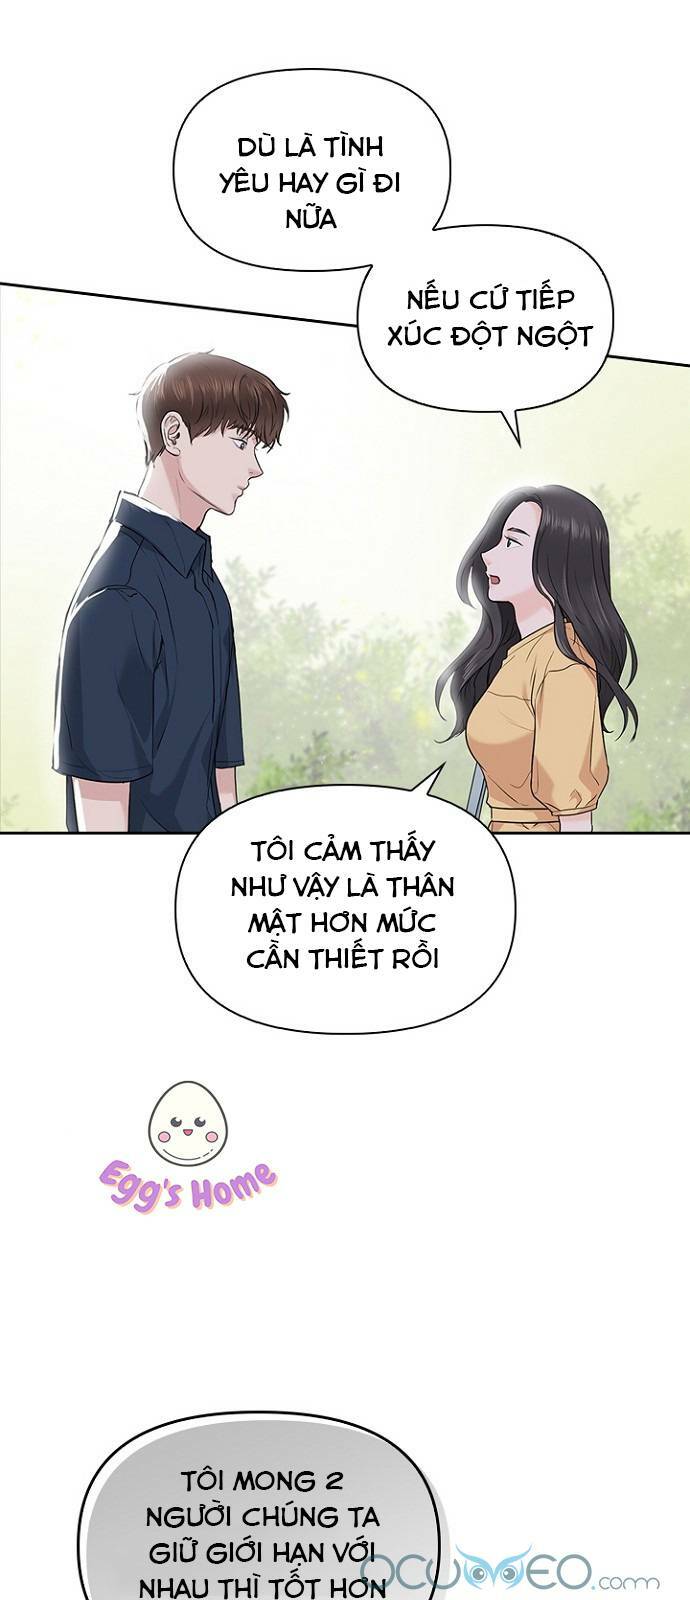 DÙ LÀ TÌNH
YÊU HAY GÌ ĐI
NỮA
NẾU CỨ TIẾP
XÚC ĐỘT NGỘT
TÔI CẢM THẤY
NHƯ VẬY LÀ THÂN
MẬT HƠN MỨC
CẦN THIẾT RỒI
Egg's Home
TÔI MONG 2
NGƯỜI CHÚNG TA
GIỮ GIỚI HẠN VỚI
NHAU THÌ TỐT HƠN
OCUMEO.comm